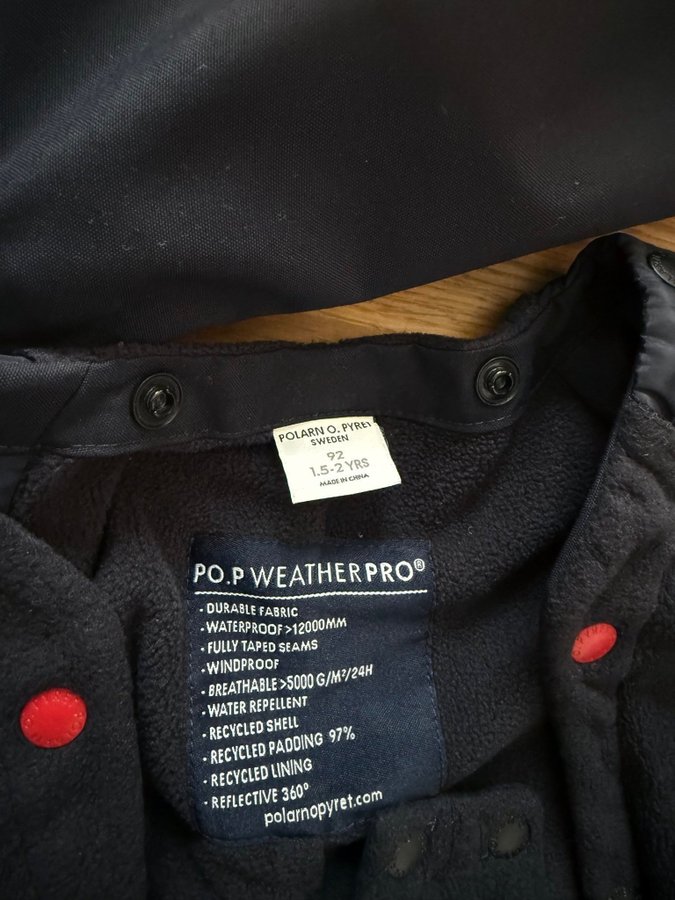 POLARN O. PYRET
SWEDEN
92
1.5-2 YRS
MADE IN CHINA
PO.P WEATHERPRO®
- DURABLE FABRIC
- WATERPROOF >12000MM
- FULLY TAPED SEAMS
- WINDPROOF
- BREATHABLE >5000 G/M²/24H
- WATER REPELLENT
- RECYCLED SHELL
- RECYCLED PADDING 97%
- RECYCLED LINING
- REFLECTIVE 360°
polarnopyret.com